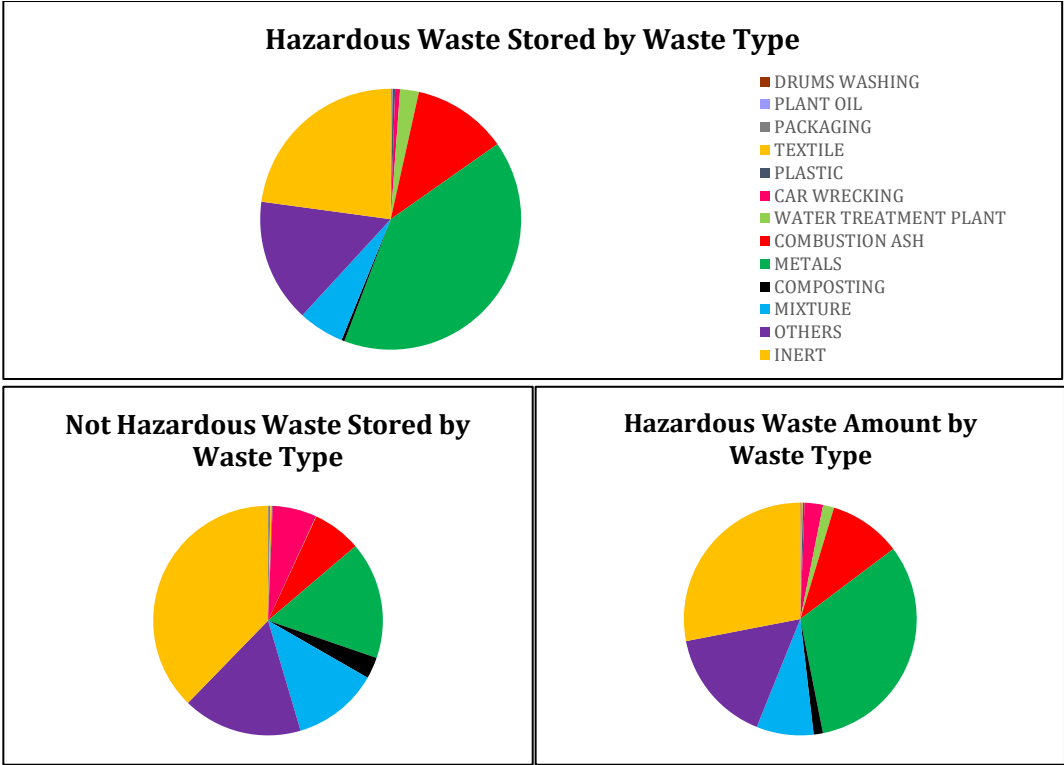 Hazardous Waste Stored by Waste Type
DRUMS WASHING
PLANT OIL
PACKAGING
TEXTILE
PLASTIC
CAR WRECKING
WATER TREATMENT PLANT
COMBUSTION ASH
METALS
COMPOSTING
MIXTURE
OTHERS
INERT
Not Hazardous Waste Stored by
Waste Type
Hazardous Waste Amount by
Waste Type